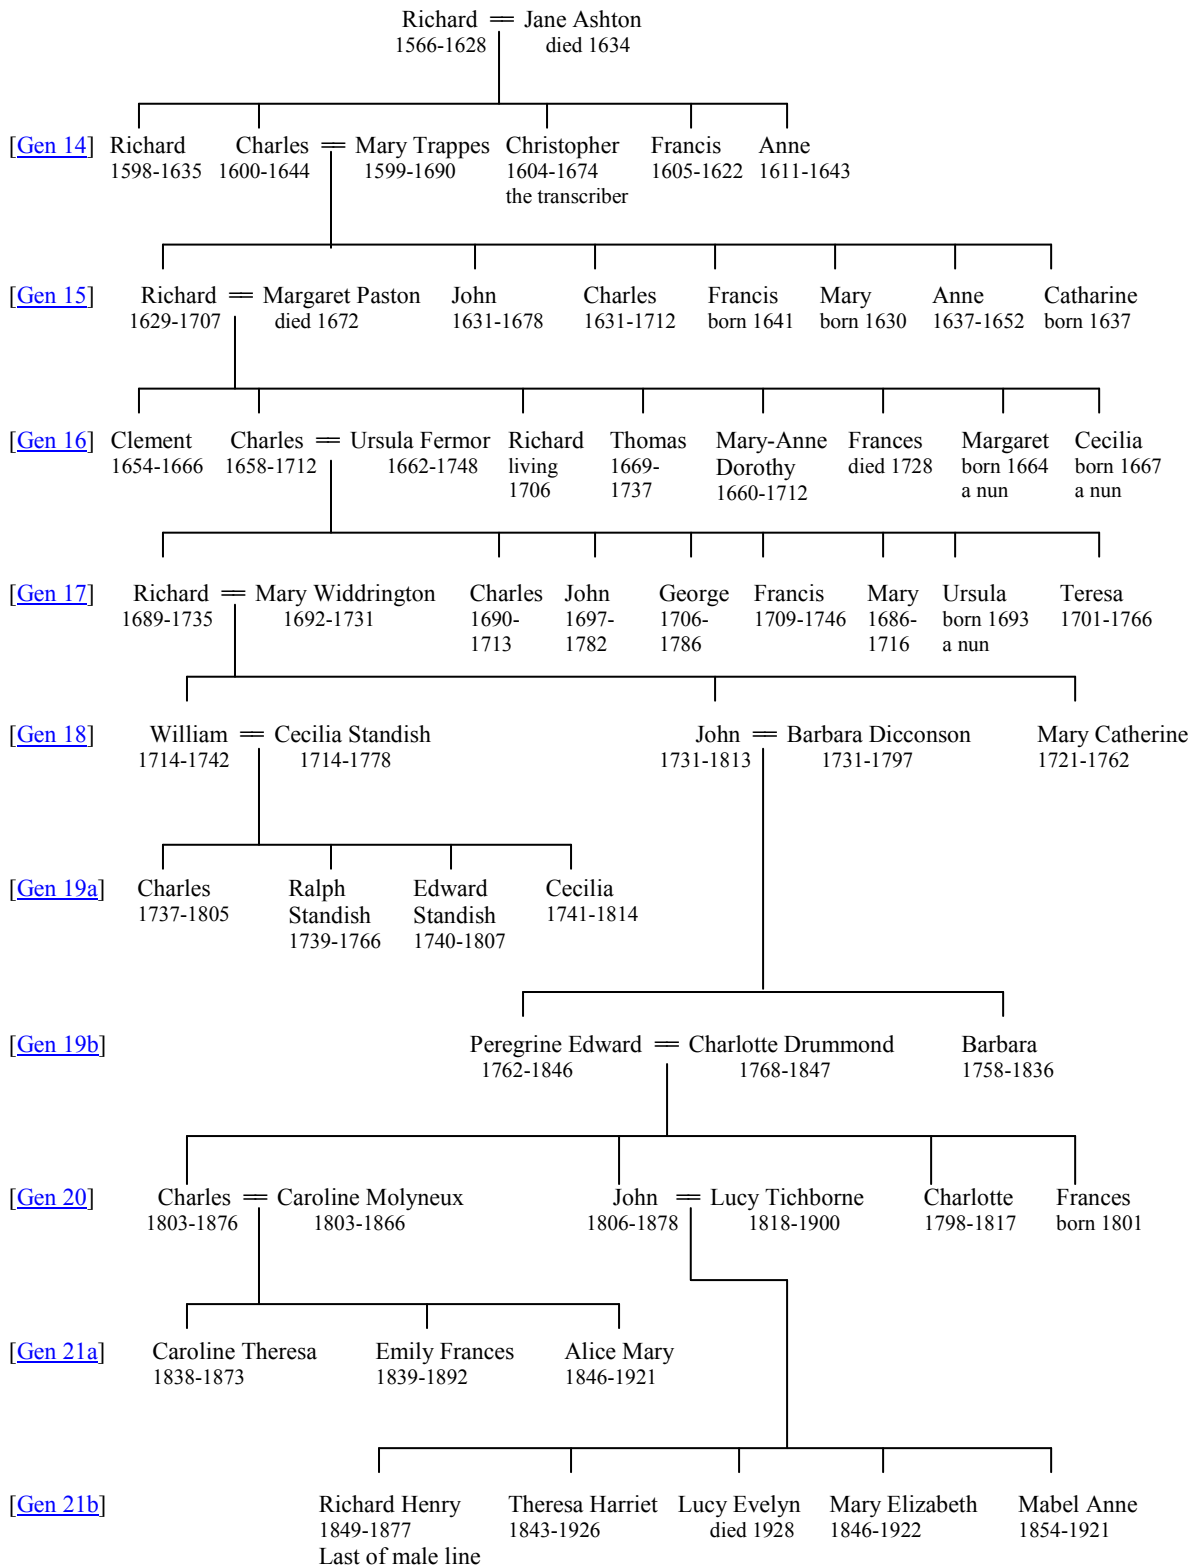 Richard == Jane Ashton
1566-1628 died 1634
[Gen 14] Richard Charles == Mary Trappes Christopher Francis Anne
1598-1635 1600-1644 1599-1690 1604-1674 1605-1622 1611-1643
the transcriber
[Gen 15] Richard == Margaret Paston John Charles Francis Mary Anne Catharine
1629-1707 died 1672 1631-1678 1631-1712 born 1641 born 1630 1637-1652 born 1637
[Gen 16] Clement Charles == Ursula Fermor Richard Thomas Mary-Anne Frances Margaret Cecilia
1654-1666 1658-1712 1662-1748 living 1669- Dorothy died 1728 born 1664 born 1667
1706 1737 1660-1712 a nun a nun
[Gen 17] Richard == Mary Widdrington Charles John George Francis Mary Ursula Teresa
1689-1735 1692-1731 1690- 1697- 1706- 1709-1746 1686- born 1693 1701-1766
1713 1782 1786 1716 a nun
[Gen 18] William == Cecilia Standish John == Barbara Dicconson Mary Catherine
1714-1742 1714-1778 1731-1813 1731-1797 1721-1762
[Gen 19a] Charles Ralph Edward Cecilia
1737-1805 Standish Standish 1741-1814
1739-1766 1740-1807
[Gen 19b] Peregrine Edward == Charlotte Drummond Barbara
1762-1846 1768-1847 1758-1836
[Gen 20] Charles == Caroline Molyneux John == Lucy Tichborne Charlotte Frances
1803-1876 1803-1866 1806-1878 1818-1900 1798-1817 born 1801
[Gen 21a] Caroline Theresa Emily Frances Alice Mary
1838-1873 1839-1892 1846-1921
[Gen 21b] Richard Henry Theresa Harriet Lucy Evelyn Mary Elizabeth Mabel Anne
1849-1877 1843-1926 died 1928 1846-1922 1854-1921
Last of male line